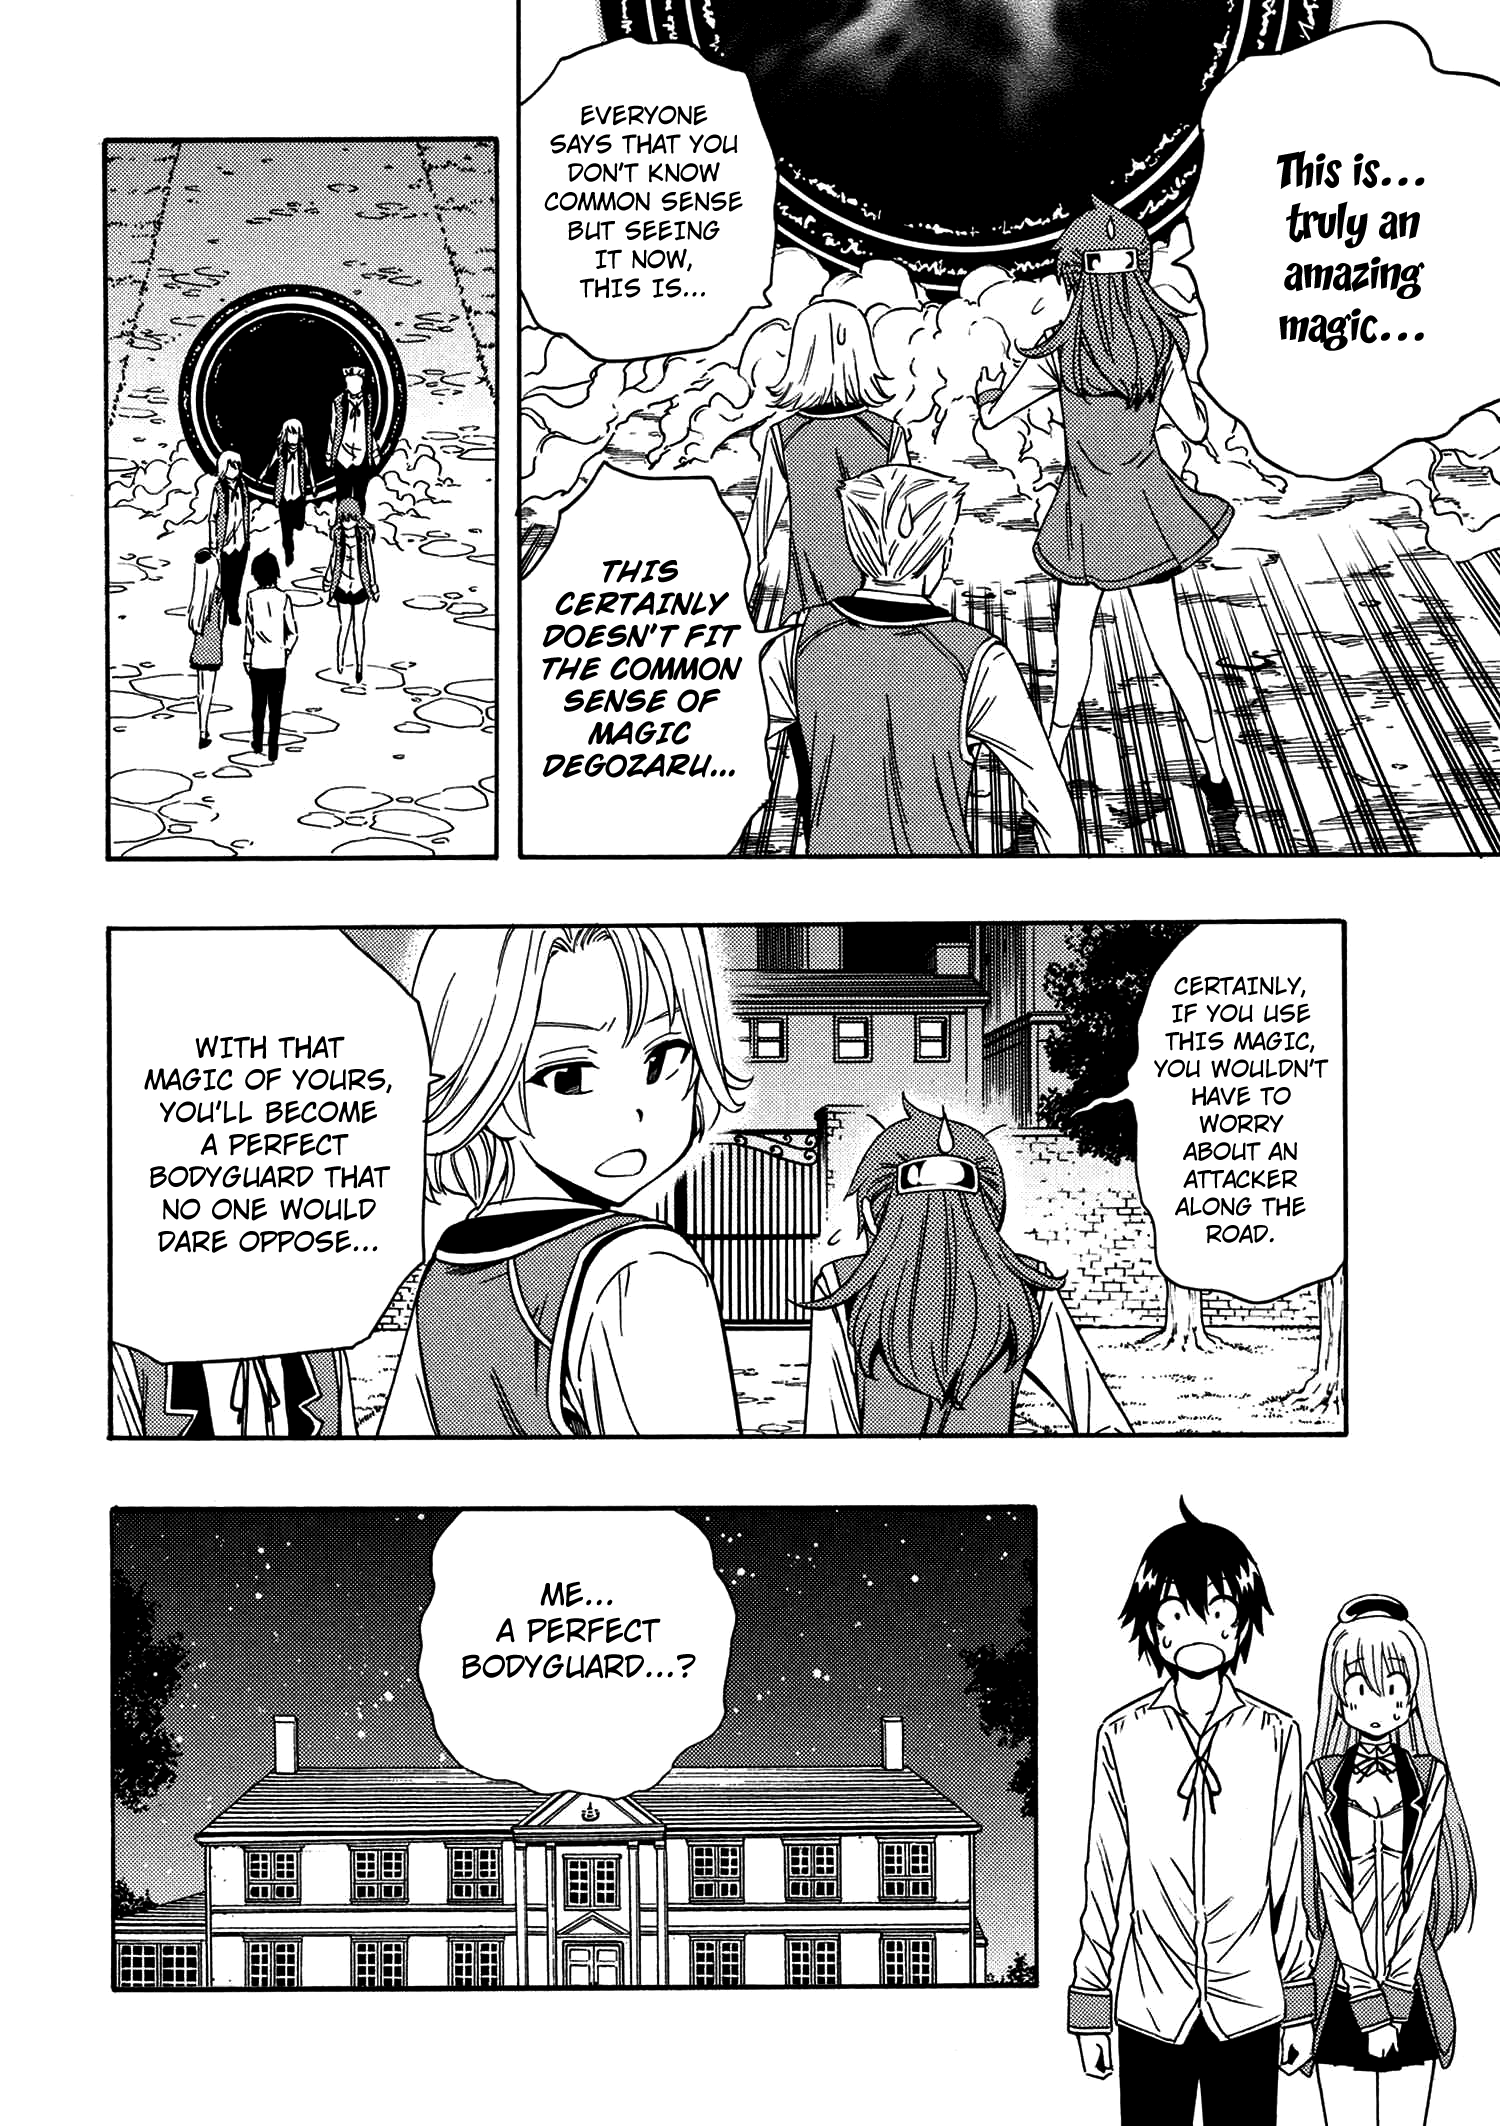 This is...
truly an
amazing
magic...
EVERYONE
SAYS THAT YOU
DON'T KNOW
COMMON SENSE
BUT SEEING
IT NOW,
THIS IS...
THIS
CERTAINLY
DOESN'T FIT
THE COMMON
SENSE OF
MAGIC
DEGOZARU...
CERTAINLY,
IF YOU USE
THIS MAGIC,
YOU WOULDN'T
HAVE TO
WORRY
ABOUT AN
ATTACKER
ALONG THE
ROAD.
WITH THAT
MAGIC OF YOURS,
YOU'LL BECOME
A PERFECT
BODYGUARD THAT
NO ONE WOULD
DARE OPPOSE...
ME...
A PERFECT
BODYGUARD...?